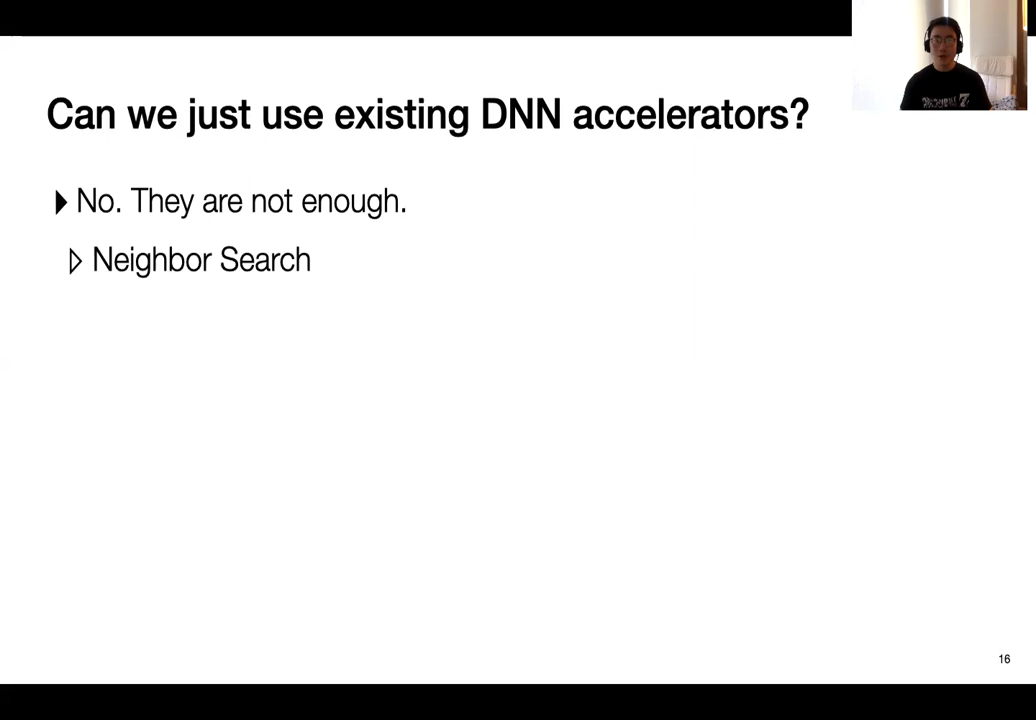 Can we just use existing DNN accelerators?
No. They are not enough.
Neighbor Search
16